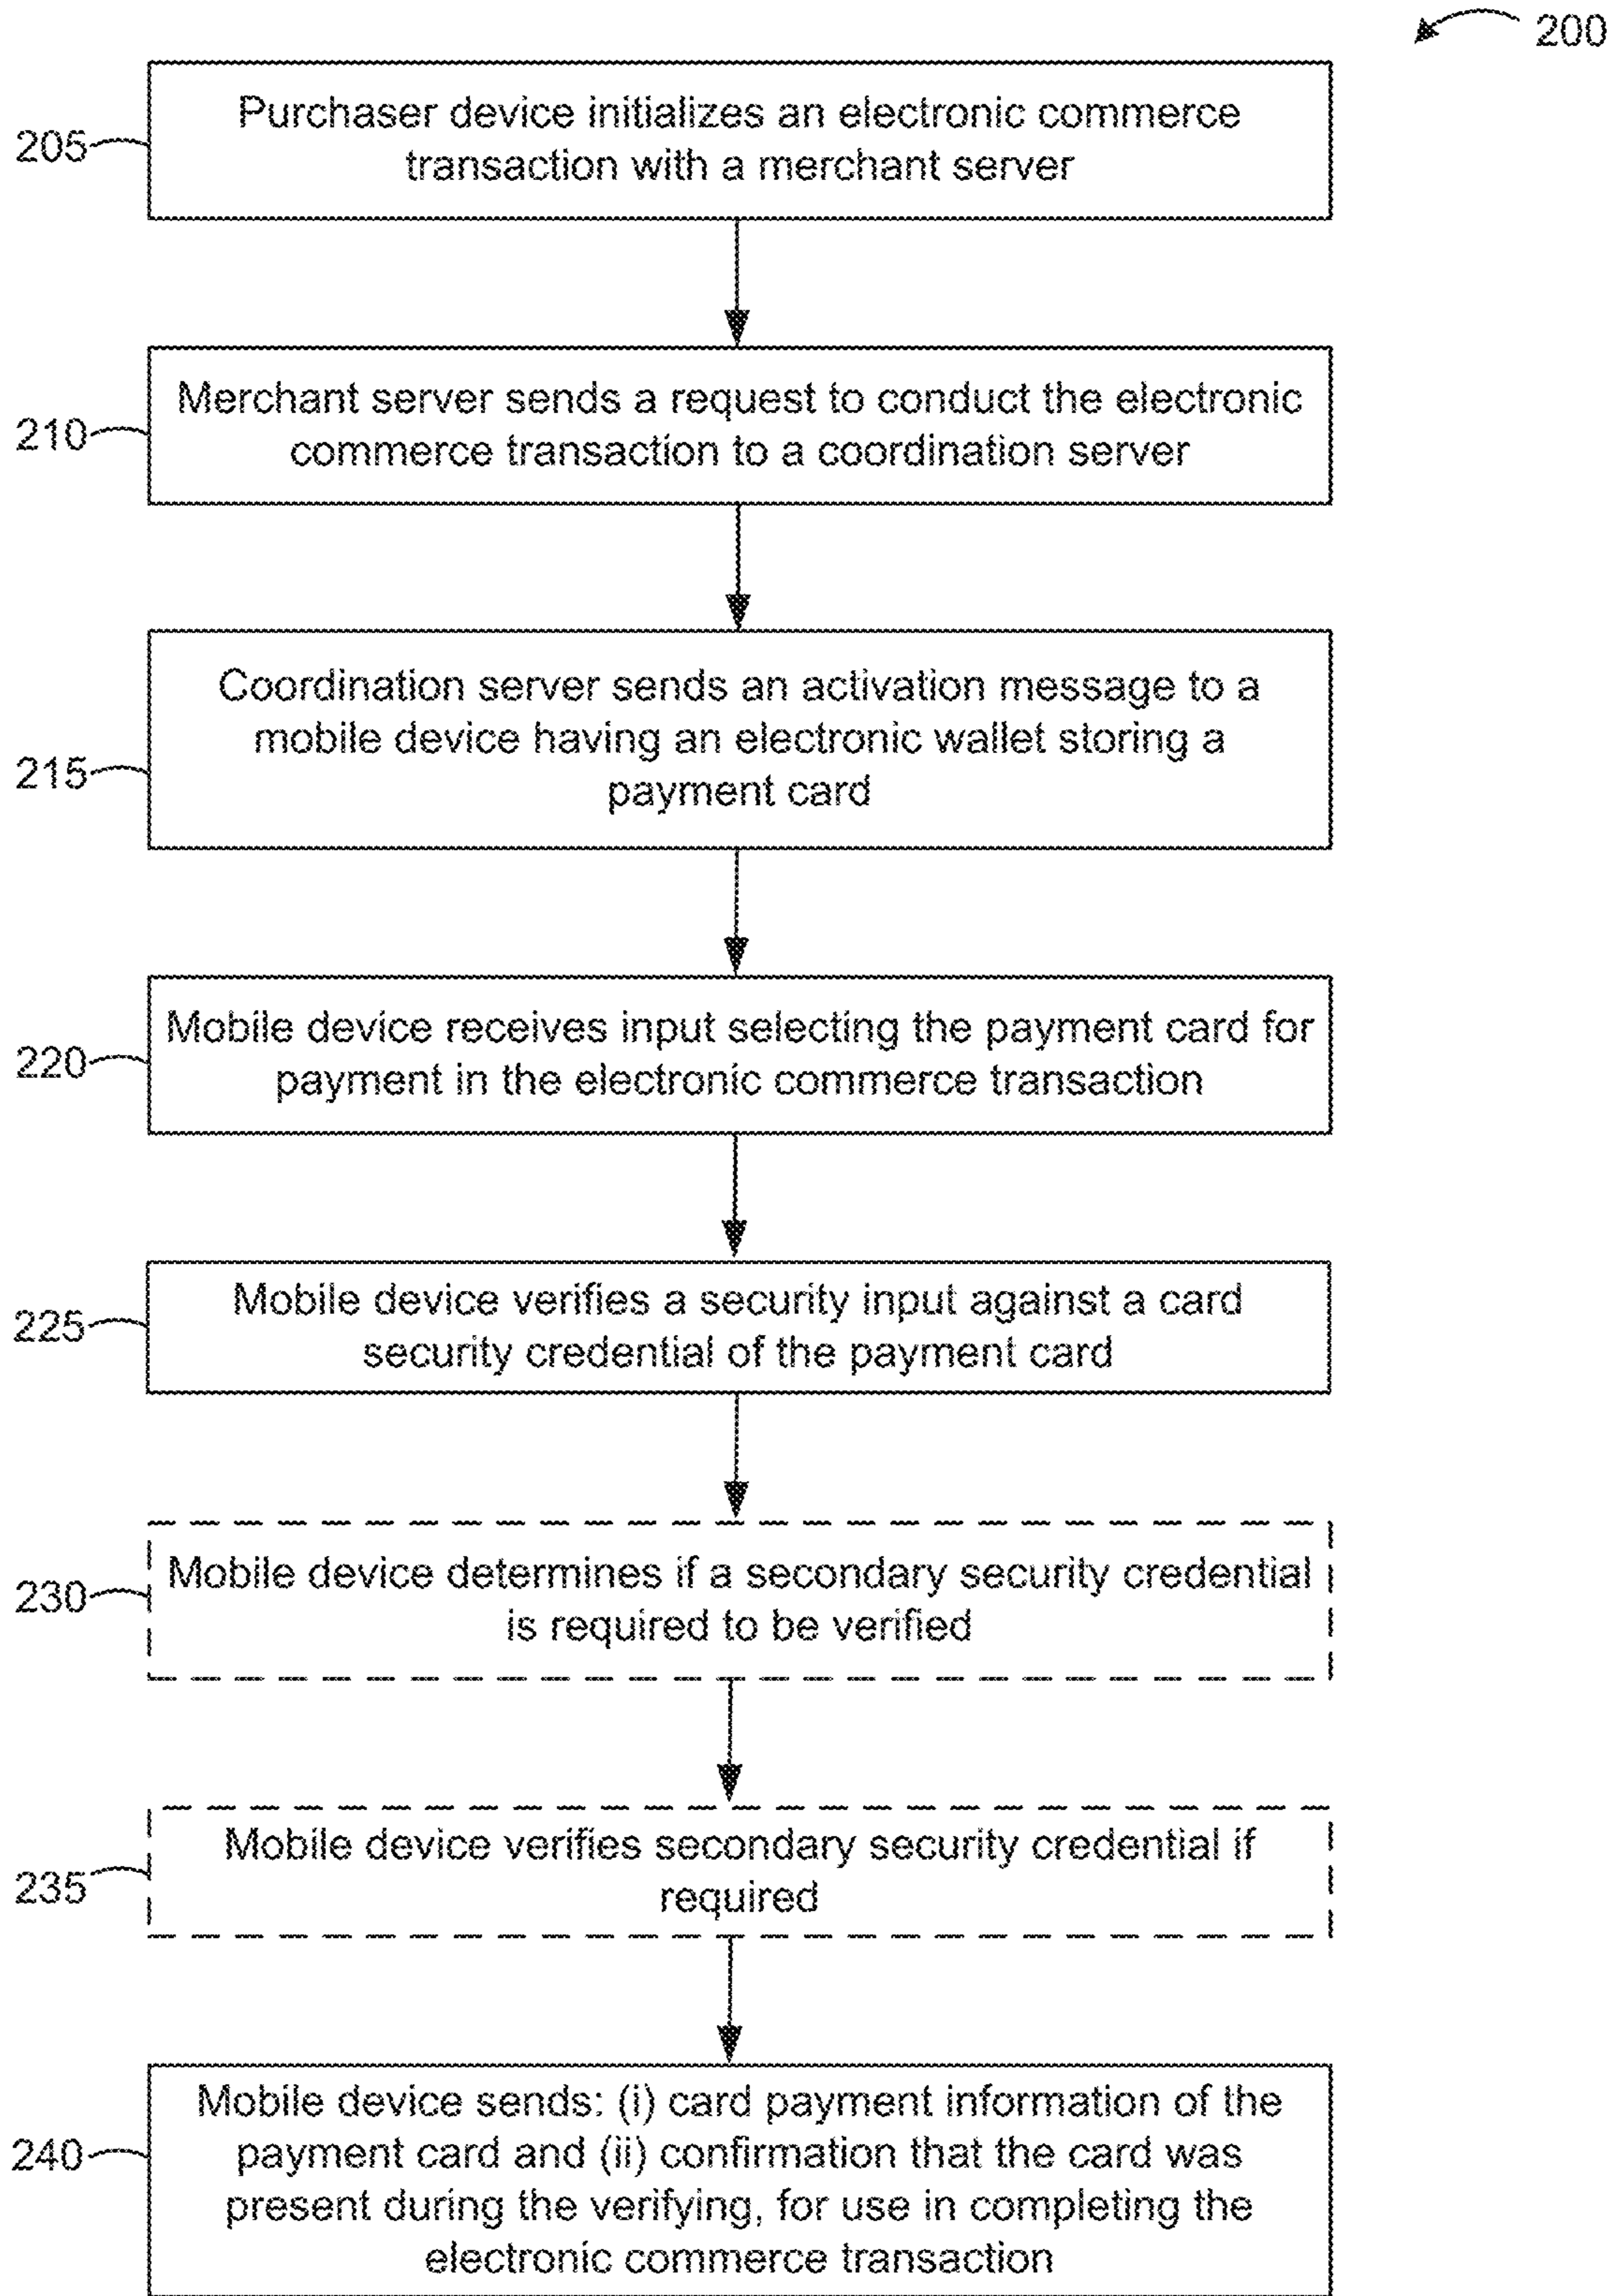 200
205
Purchaser device initializes an electronic commerce
transaction with a merchant server
210
Merchant server sends a request to conduct the electronic
commerce transaction to a coordination server
215
Coordination server sends an activation message to a
mobile device having an electronic wallet storing a
payment card
220
Mobile device receives input selecting the payment card for
payment in the electronic commerce transaction
225
Mobile device verifies a security input against a card
security credential of the payment card
230
Mobile device determines if a secondary security credential
is required to be verified
235
Mobile device verifies secondary security credential if
required
240
Mobile device sends: (i) card payment information of the
payment card and (ii) confirmation that the card was
present during the verifying, for use in completing the
electronic commerce transaction